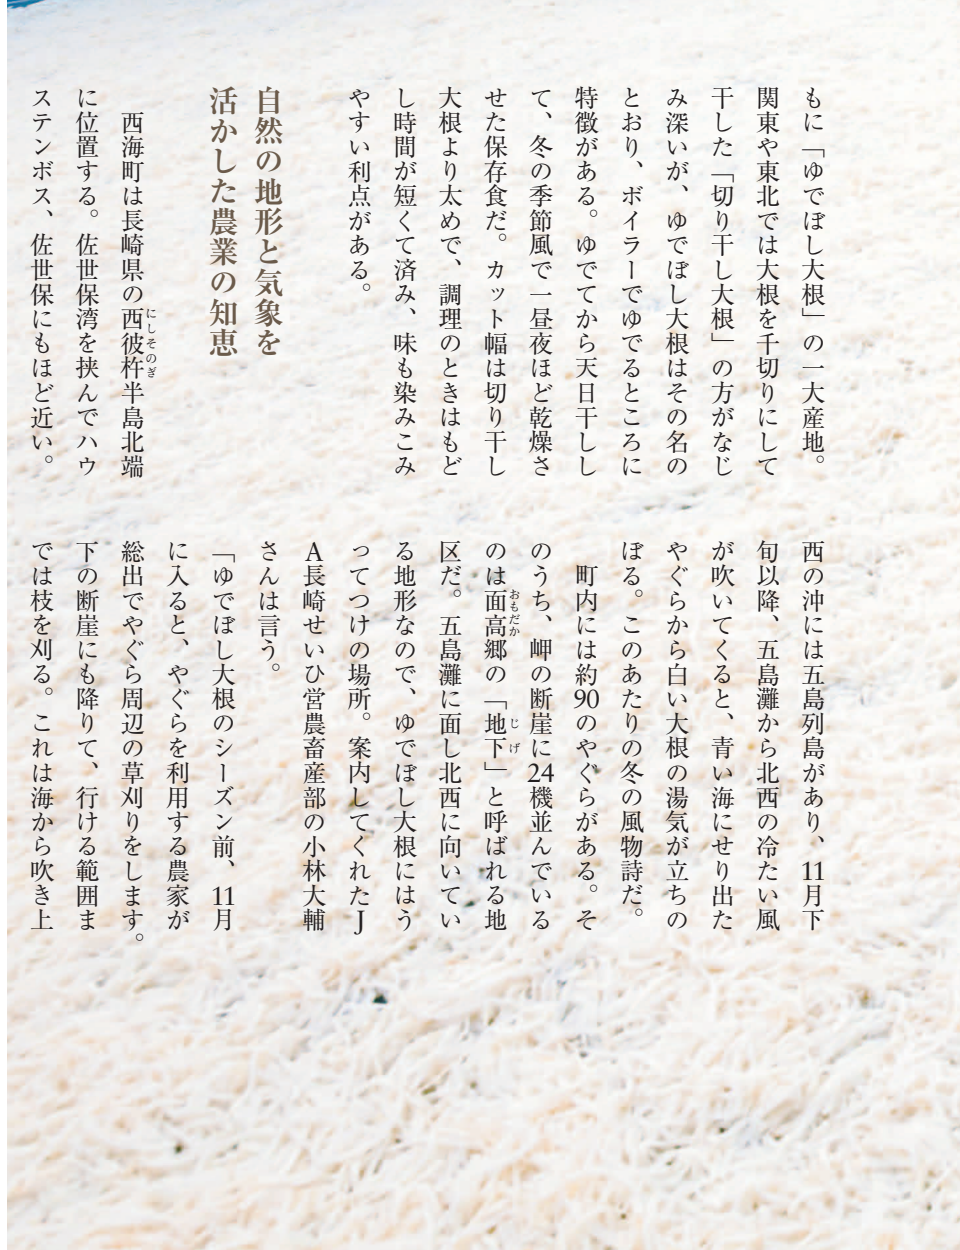 もに「ゆでぼし大根」の一大産地。
関東や東北では大根を千切りにして
干した「切り干し大根」の方がなじ
み深いが、ゆでぼし大根はその名の
とおり、ボイラーでゆでるところに
特徴がある。ゆでてから天日干しし
て、冬の季節風で一昼夜ほど乾燥さ
せた保存食だ。カット幅は切り干し
大根より太めで、調理のときはもど
し時間が短くて済み、味も染みこみ
やすい利点がある。
自然の地形と気象を
活かした農業の知恵
西海町は長崎県の西彼杵半島北端
にしそのぎ
に位置する。佐世保湾を挟んでハウ
ステンボス、佐世保にもほど近い。
西の沖には五島列島があり、11月下
旬以降、五島灘から北西の冷たい風
が吹いてくると、青い海にせり出た
やぐらから白い大根の湯気が立ちの
ぼる。このあたりの冬の風物詩だ。
町内には約90のやぐらがある。そ
のうち、岬の断崖に24機並んでいる
のは面高郷の「地下」と呼ばれる地
おもだか
じげ
区だ。五島灘に面し北西に向いてい
る地形なので、ゆでぼし大根にはう
ってつけの場所。案内してくれたJ
A長崎せいひ営農畜産部の小林大輔
さんは言う。
「ゆでぼし大根のシーズン前、11月
に入ると、やぐらを利用する農家が
総出でやぐら周辺の草刈りをします。
下の断崖にも降りて、行ける範囲ま
では枝を刈る。これは海から吹き上